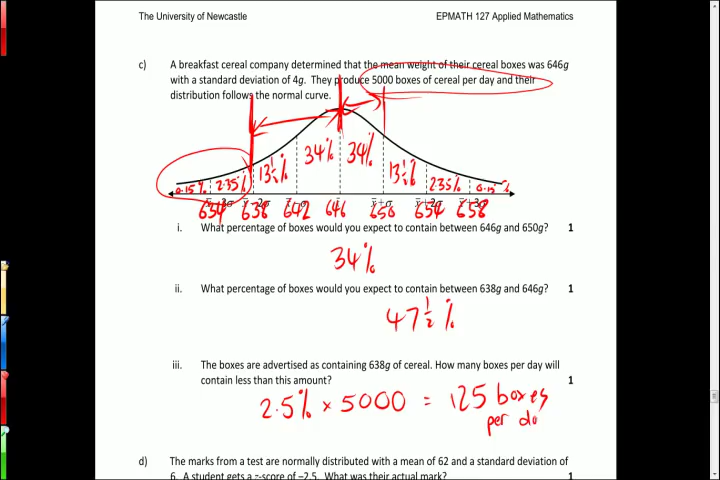 The University of Newcastle
EPMATH 127 Applied Mathematics
c) A breakfast cereal company determined that the mean weight of their cereal boxes was 646g
with a standard deviation of 4g. They produce 5000 boxes of cereal per day and their
distribution follows the normal curve.
34% 34%
13½% 13½%
0.15% 2.35% 2.35% 0.15%
654 638 642 646 650 654 658
i. What percentage of boxes would you expect to contain between 646g and 650g? 1
34%
ii. What percentage of boxes would you expect to contain between 638g and 646g? 1
47½%
iii. The boxes are advertised as containing 638g of cereal. How many boxes per day will
contain less than this amount? 1
2.5% × 5000 = 125 boxes
per da
d) The marks from a test are normally distributed with a mean of 62 and a standard deviation of
6. A student gets a z-score of –2.5. What was their actual mark? 1